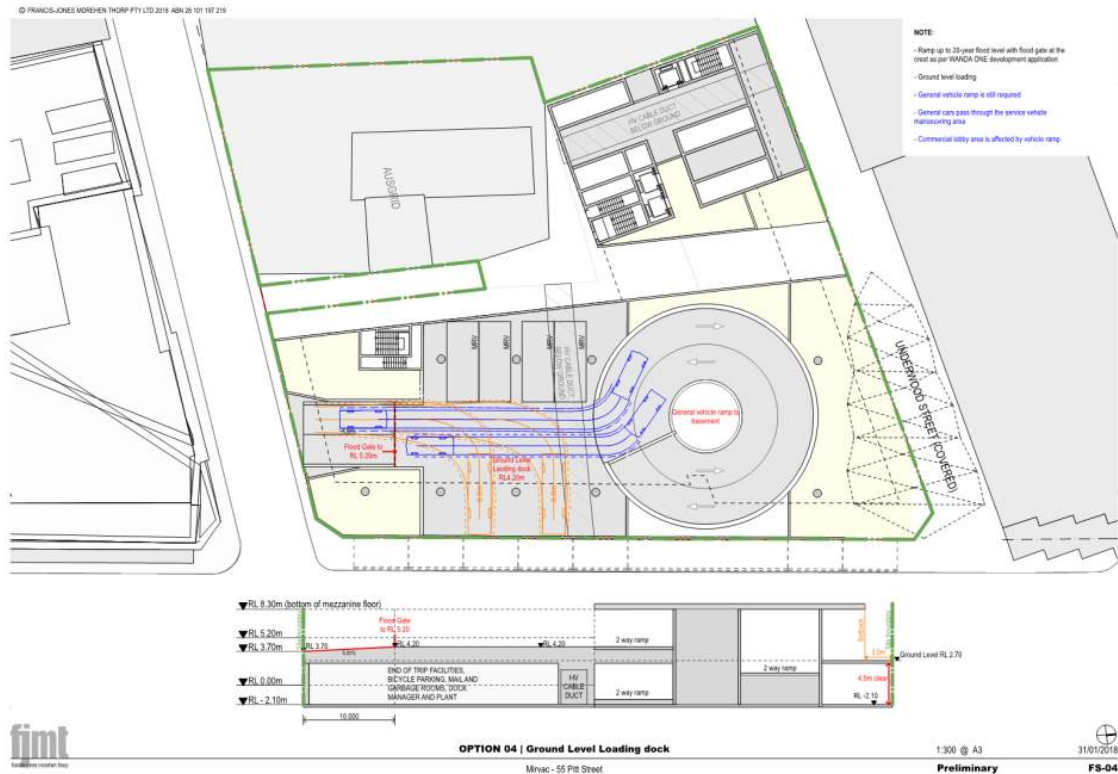 © FRANCIS-JONES MOREHEN THORP PTY LTD 2018 ABN 28 101 197 219
NOTE:
- Ramp up to 20-year flood level with flood gate at the
crest as per WANDA ONE development application
- Ground level loading
- General vehicle ramp is still required
- General cars pass through the service vehicle
manoeuvring area
- Commercial lobby area is affected by vehicle ramp
HV CABLE DUCT
BELOW GROUND
AUSGRID
MRV
MRV
MRV
MRV
HV CABLE DUCT
BELOW GROUND
UNDERWOOD STREET (COVERED)
General vehicle ramp to
basement
Flood Gate to
RL 5.20m
Ground Level
Loading dock
RL4.20m
RL 8.30m (bottom of mezzanine floor)
RL 5.20m
RL 3.70m
RL 0.00m
RL - 2.10m
Flood Gate
to RL 5.20
RL 3.70
RL 4.20
RL 4.20
2 way ramp
2 way ramp
2 way ramp
END OF TRIP FACILITIES,
BICYCLE PARKING, MAIL AND
GARBAGE ROOMS, DOCK
MANAGER AND PLANT
HV
CABLE
DUCT
Setback
3.0m
Ground Level RL 2.70
4.5m clear
RL -2.10
10.000
fjmt
OPTION 04 | Ground Level Loading dock
1:300 @ A3
31/01/2018
Mirvac - 55 Pitt Street
Preliminary
FS-04